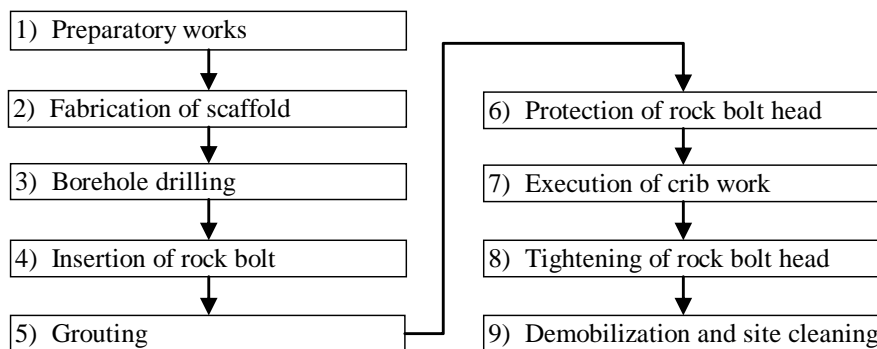 1) Preparatory works
2) Fabrication of scaffold
3) Borehole drilling
4) Insertion of rock bolt
5) Grouting
6) Protection of rock bolt head
7) Execution of crib work
8) Tightening of rock bolt head
9) Demobilization and site cleaning